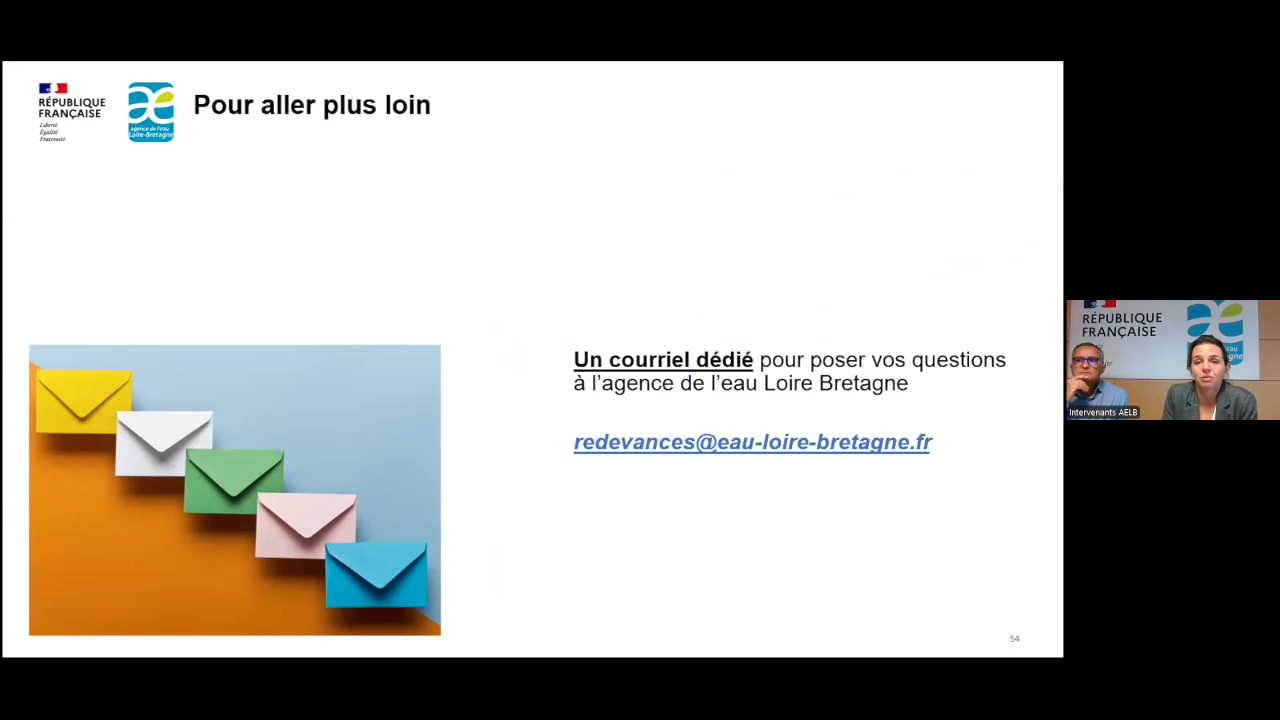 RÉPUBLIQUE
FRANÇAISE
Liberté
Égalité
Fraternité
agence de l'eau
Loire-Bretagne
Pour aller plus loin
Un courriel dédié pour poser vos questions
à l’agence de l’eau Loire Bretagne
redevances@eau-loire-bretagne.fr
54
RÉPUBLIQUE
FRANÇAISE
Intervenants AELB